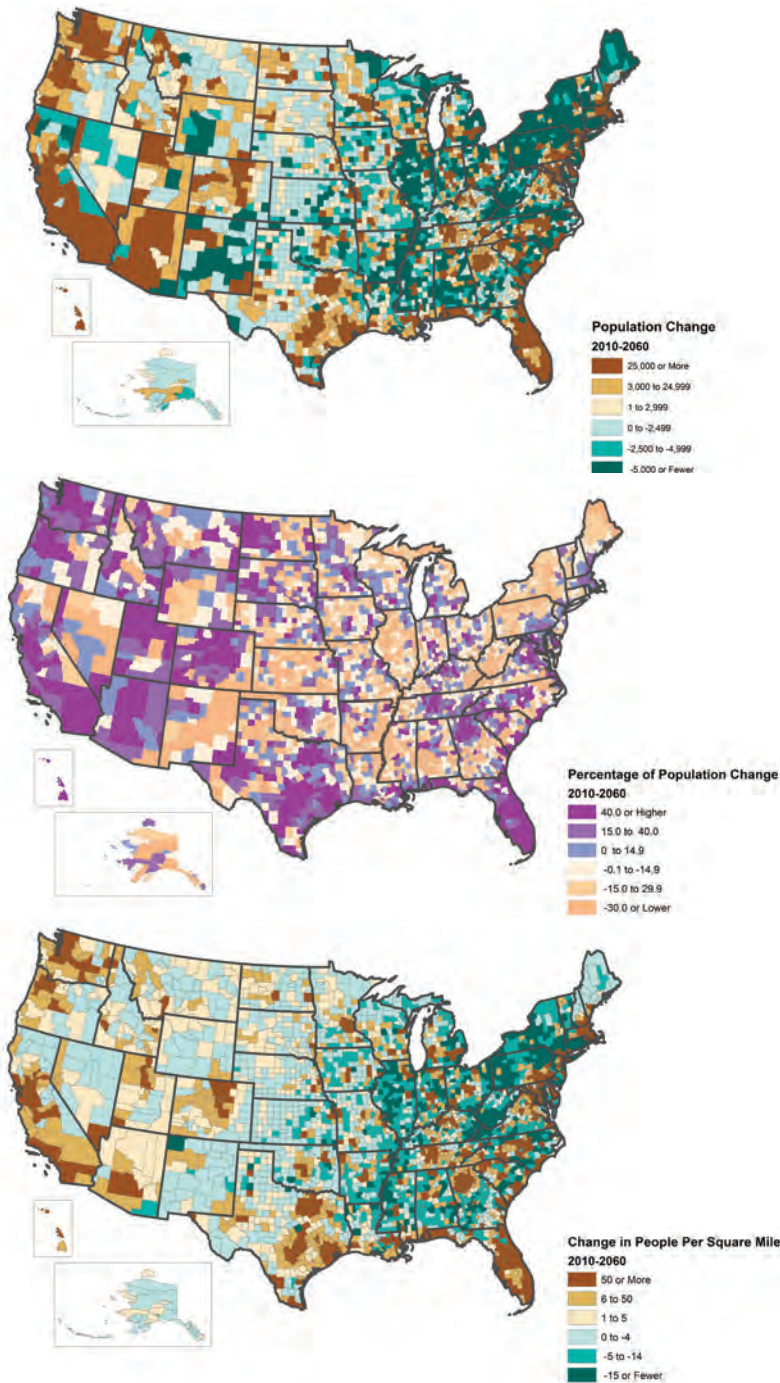 Population Change
2010-2060
25,000 or More
3,000 to 24,999
1 to 2,999
0 to -2,499
-2,500 to -4,999
-5,000 or Fewer
Percentage of Population Change
2010-2060
40.0 or Higher
15.0 to 40.0
0 to 14.9
-0.1 to -14.9
-15.0 to 29.9
-30.0 or Lower
Change in People Per Square Mile
2010-2060
50 or More
6 to 50
1 to 5
0 to -4
-5 to -14
-15 or Fewer